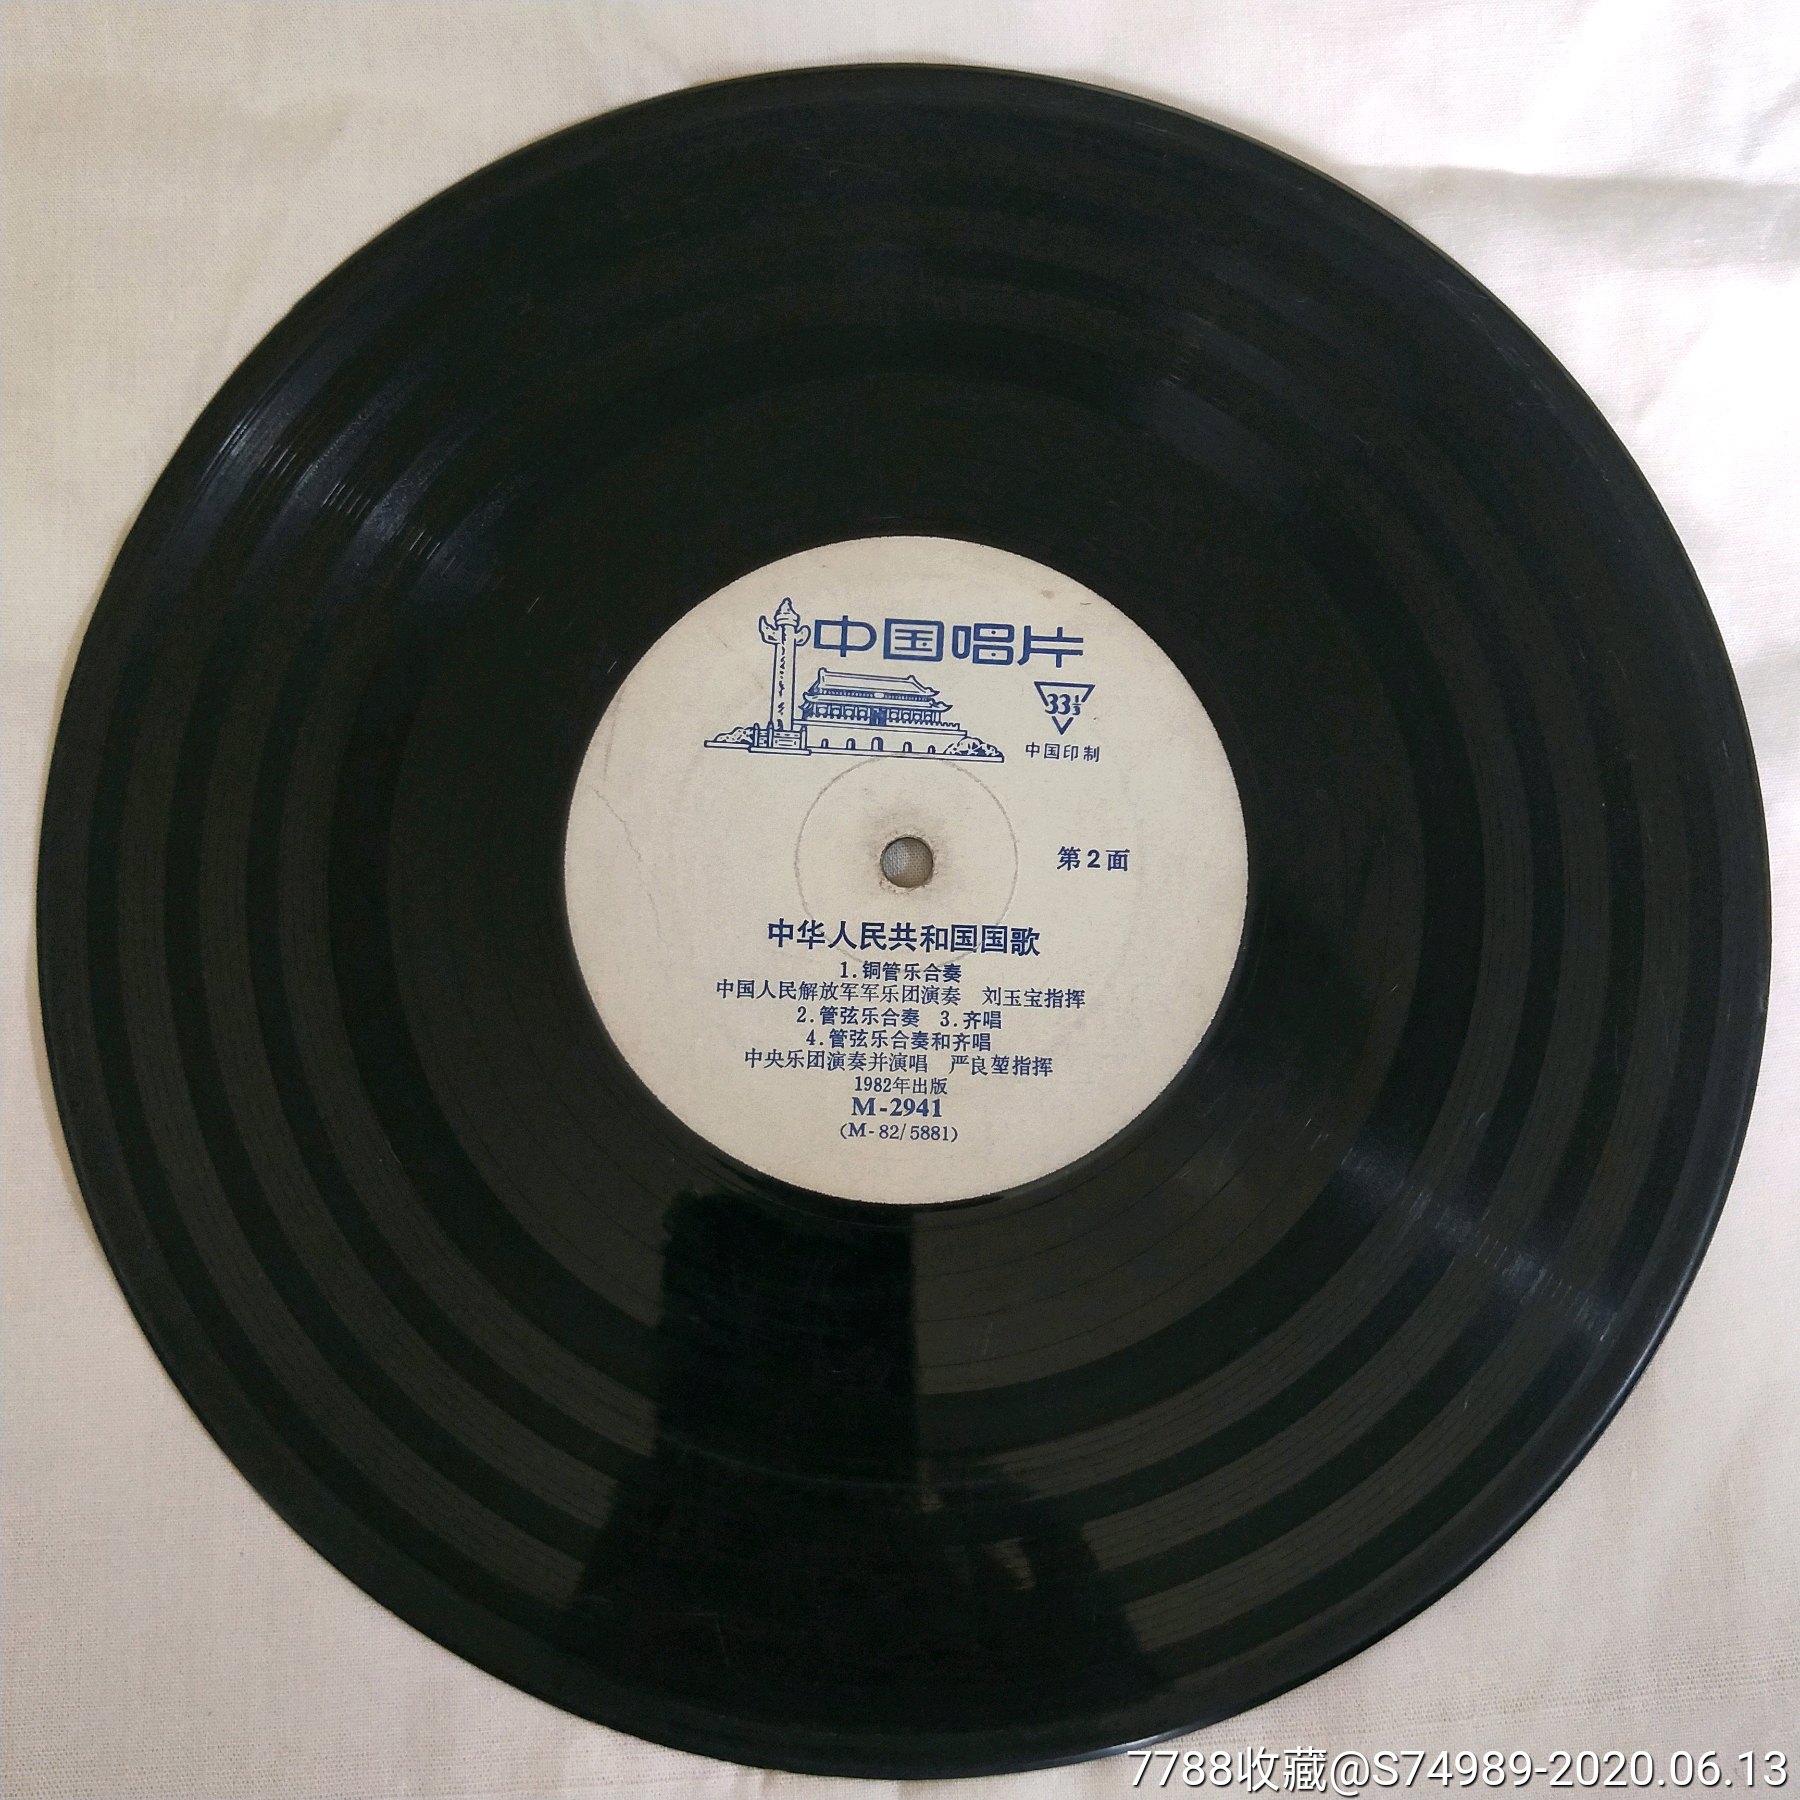 中国唱片
33⅓
中国印制
第2面
中华人民共和国国歌
1.铜管乐合奏
中国人民解放军军乐团演奏 刘玉宝指挥
2.管弦乐合奏 3.齐唱
4.管弦乐合奏和齐唱
中央乐团演奏并演唱 严良堃指挥
1982年出版
M-2941
(M-82/5881)
7788收藏@S74989-2020.06.13